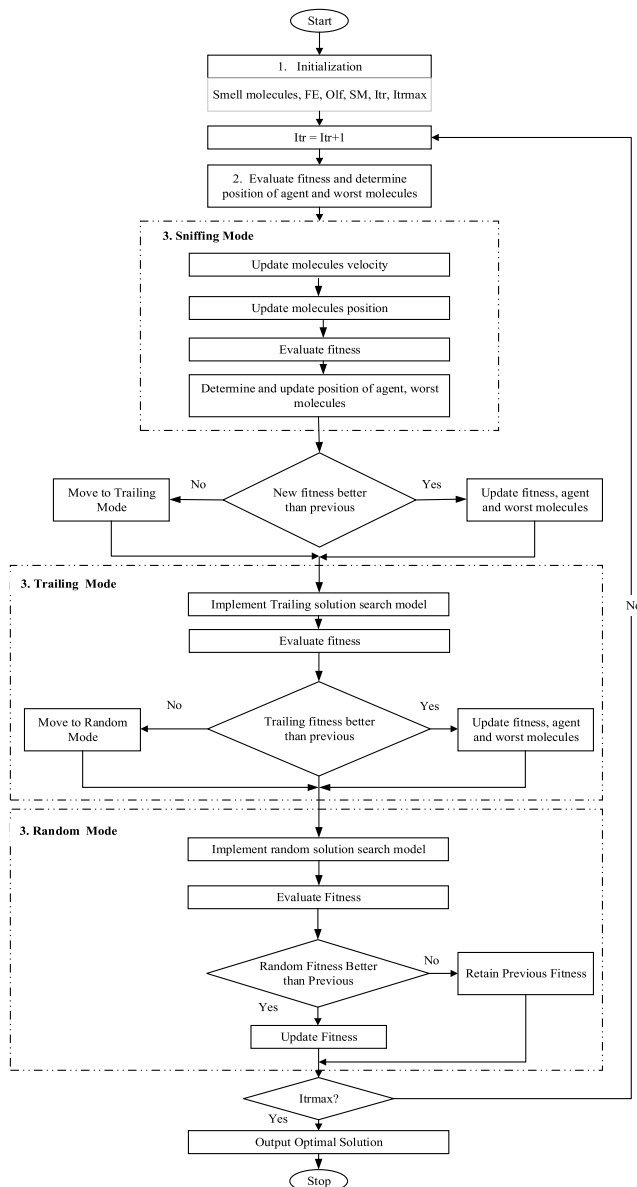 Start
1. Initialization
Smell molecules, FE, Olf, SM, Itr, Itrmax
Itr = Itr+1
2. Evaluate fitness and determine
position of agent and worst molecules
3. Sniffing Mode
Update molecules velocity
Update molecules position
Evaluate fitness
Determine and update position of agent, worst
molecules
New fitness better
than previous
No
Yes
Move to Trailing
Mode
Update fitness, agent
and worst molecules
3. Trailing Mode
Implement Trailing solution search model
Evaluate fitness
Trailing fitness better
than previous
No
Yes
Move to Random
Mode
Update fitness, agent
and worst molecules
No
3. Random Mode
Implement random solution search model
Evaluate Fitness
Random Fitness Better
than Previous
No
Retain Previous Fitness
Yes
Update Fitness
Itrmax?
Yes
Output Optimal Solution
Stop